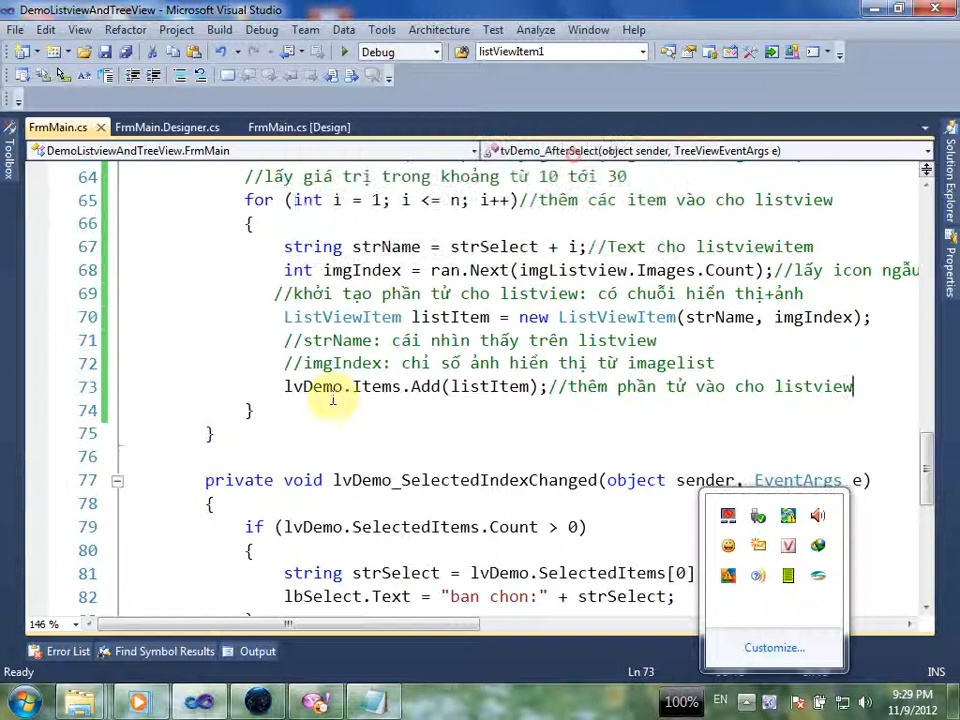 DemoListviewAndTreeView - Microsoft Visual Studio
File Edit View Refactor Project Build Debug Team Data Tools Architecture Test Analyze Window Help
Debug listViewItem1
FrmMain.cs FrmMain.Designer.cs FrmMain.cs [Design]
DemoListviewAndTreeView.FrmMain tvDemo_AfterSelect(object sender, TreeViewEventArgs e)
Toolbox
Solution Explorer
Properties
64 //lấy giá trị trong khoảng từ 10 tới 30
65 for (int i = 1; i <= n; i++)//thêm các item vào cho listview
66 {
67 string strName = strSelect + i;//Text cho listviewitem
68 int imgIndex = ran.Next(imgListview.Images.Count);//lấy icon ngẫu
69 //khởi tạo phần tử cho listview: có chuỗi hiển thị+ảnh
70 ListViewItem listItem = new ListViewItem(strName, imgIndex);
71 //strName: cái nhìn thấy trên listview
72 //imgIndex: chỉ số ảnh hiển thị từ imagelist
73 lvDemo.Items.Add(listItem);//thêm phần tử vào cho listview
74 }
75 }
76
77 private void lvDemo_SelectedIndexChanged(object sender, EventArgs e)
78 {
79 if (lvDemo.SelectedItems.Count > 0)
80 {
81 string strSelect = lvDemo.SelectedItems[0]
82 lbSelect.Text = "ban chon:" + strSelect;
Customize...
146 %
Error List Find Symbol Results Output
Ready Ln 73 INS
100% EN 9:29 PM
11/9/2012